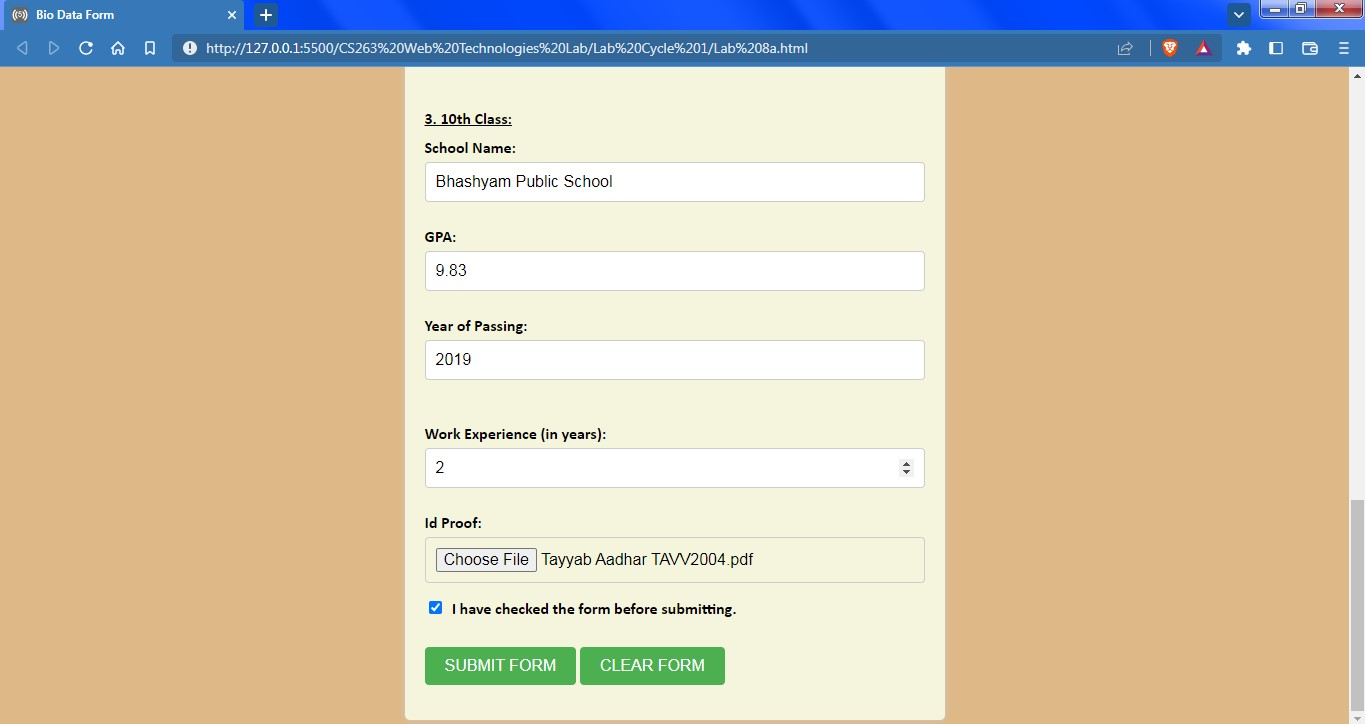 Bio Data Form
http://127.0.0.1:5500/CS263%20Web%20Technologies%20Lab/Lab%20Cycle%201/Lab%208a.html
3. 10th Class:
School Name:
Bhashyam Public School
GPA:
9.83
Year of Passing:
2019
Work Experience (in years):
2
Id Proof:
Choose File Tayyab Aadhar TAVV2004.pdf
I have checked the form before submitting.
SUBMIT FORM CLEAR FORM